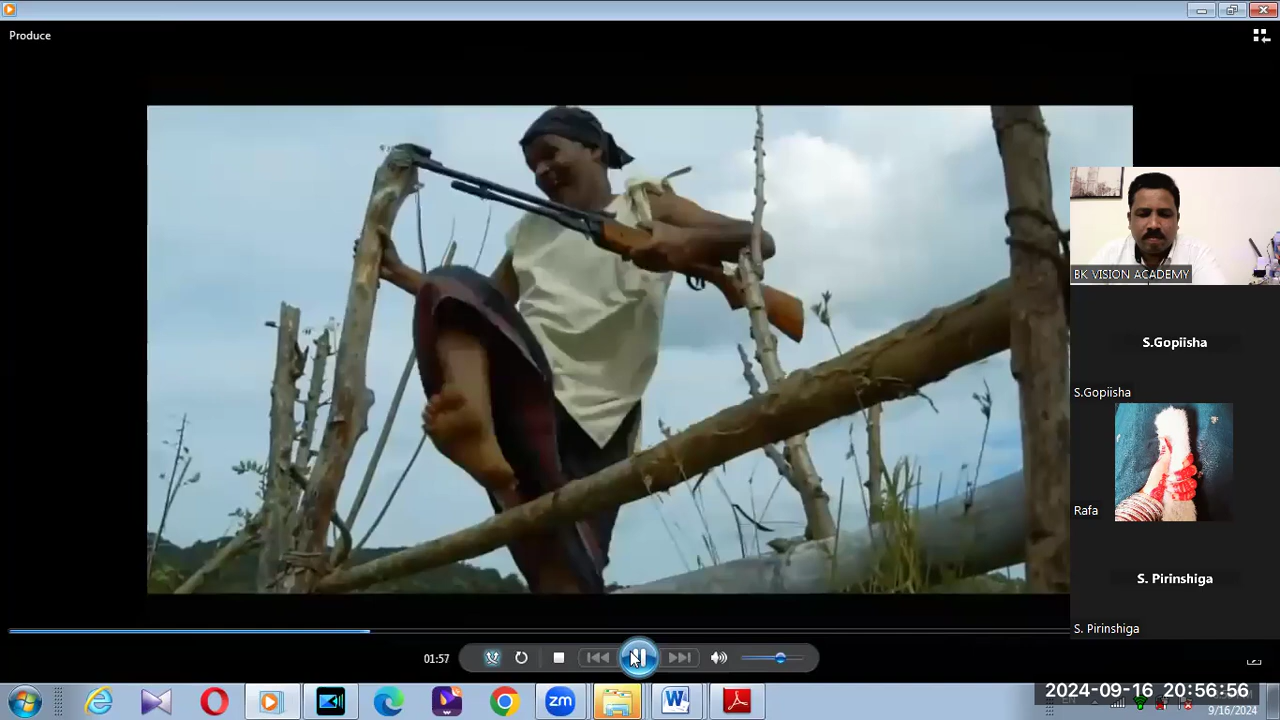 Produce
BK VISION ACADEMY
S.Gopiisha
S.Gopiisha
Rafa
S. Pirinshiga
S. Pirinshiga
01:57
zm
W
2024-09-16 20:56:56
9/16/2024